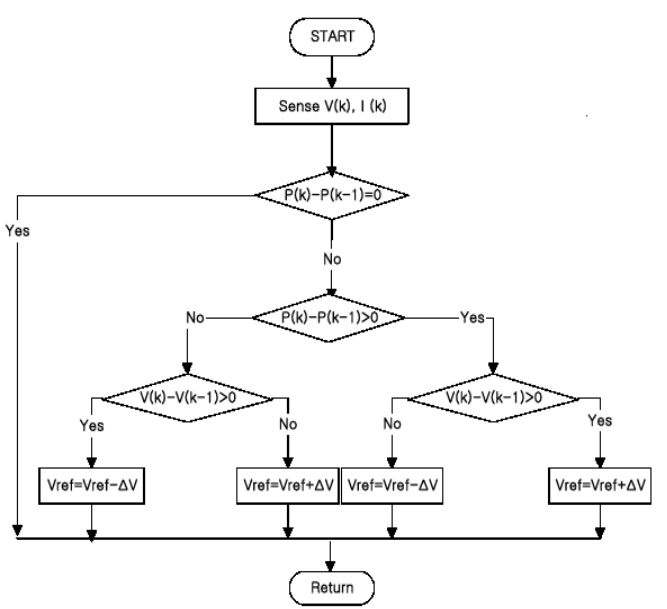 START
Sense V(k), I (k)
P(k)-P(k-1)=0
Yes
No
P(k)-P(k-1)>0
No
Yes
V(k)-V(k-1)>0
V(k)-V(k-1)>0
Yes
No
No
Yes
Vref=Vref-ΔV
Vref=Vref+ΔV
Vref=Vref-ΔV
Vref=Vref+ΔV
Return